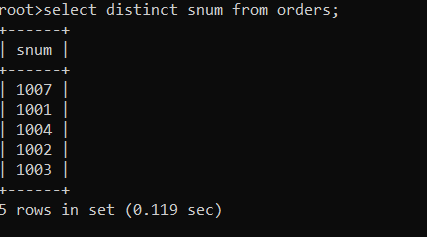 root>select distinct snum from orders;
+------+
| snum |
+------+
| 1007 |
| 1001 |
| 1004 |
| 1002 |
| 1003 |
+------+
5 rows in set (0.119 sec)